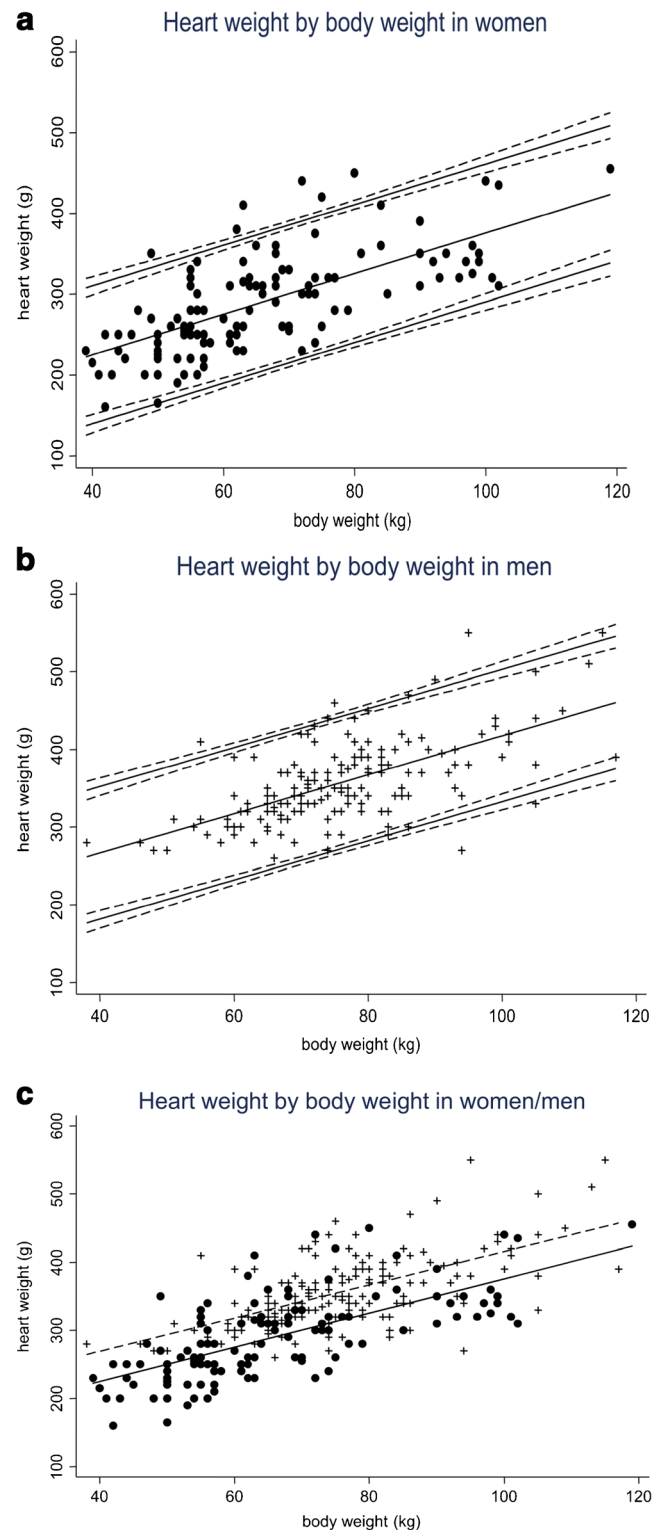 a
Heart weight by body weight in women
600
500
400
300
200
100
heart weight (g)
40 60 80 100 120
body weight (kg)
b
Heart weight by body weight in men
600
500
400
300
200
100
heart weight (g)
40 60 80 100 120
body weight (kg)
c
Heart weight by body weight in women/men
600
500
400
300
200
100
heart weight (g)
40 60 80 100 120
body weight (kg)